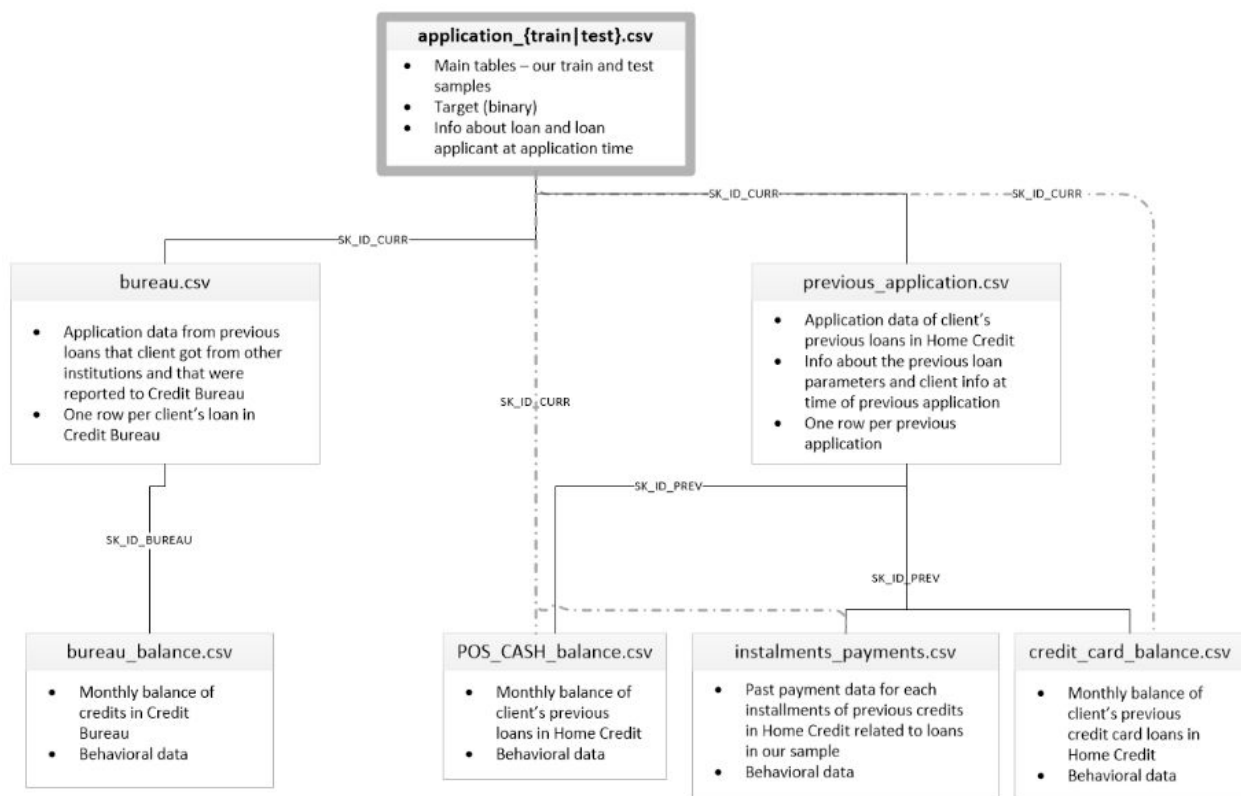 application_{train|test}.csv
• Main tables – our train and test
samples
• Target (binary)
• Info about loan and loan
applicant at application time
SK_ID_CURR
SK_ID_CURR
SK_ID_CURR
bureau.csv
• Application data from previous
loans that client got from other
institutions and that were
reported to Credit Bureau
• One row per client's loan in
Credit Bureau
previous_application.csv
• Application data of client's
previous loans in Home Credit
• Info about the previous loan
parameters and client info at
time of previous application
• One row per previous
application
SK_ID_CURR
SK_ID_PREV
SK_ID_BUREAU
SK_ID_PREV
bureau_balance.csv
• Monthly balance of
credits in Credit
Bureau
• Behavioral data
POS_CASH_balance.csv
• Monthly balance of
client's previous
loans in Home Credit
• Behavioral data
instalments_payments.csv
• Past payment data for each
installments of previous credits
in Home Credit related to loans
in our sample
• Behavioral data
credit_card_balance.csv
• Monthly balance of
client's previous
credit card loans in
Home Credit
• Behavioral data